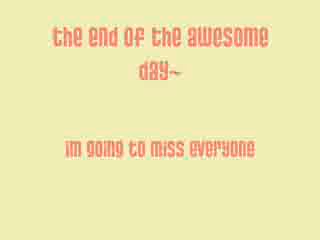 the end of the awesome
day~
im going to miss everyone